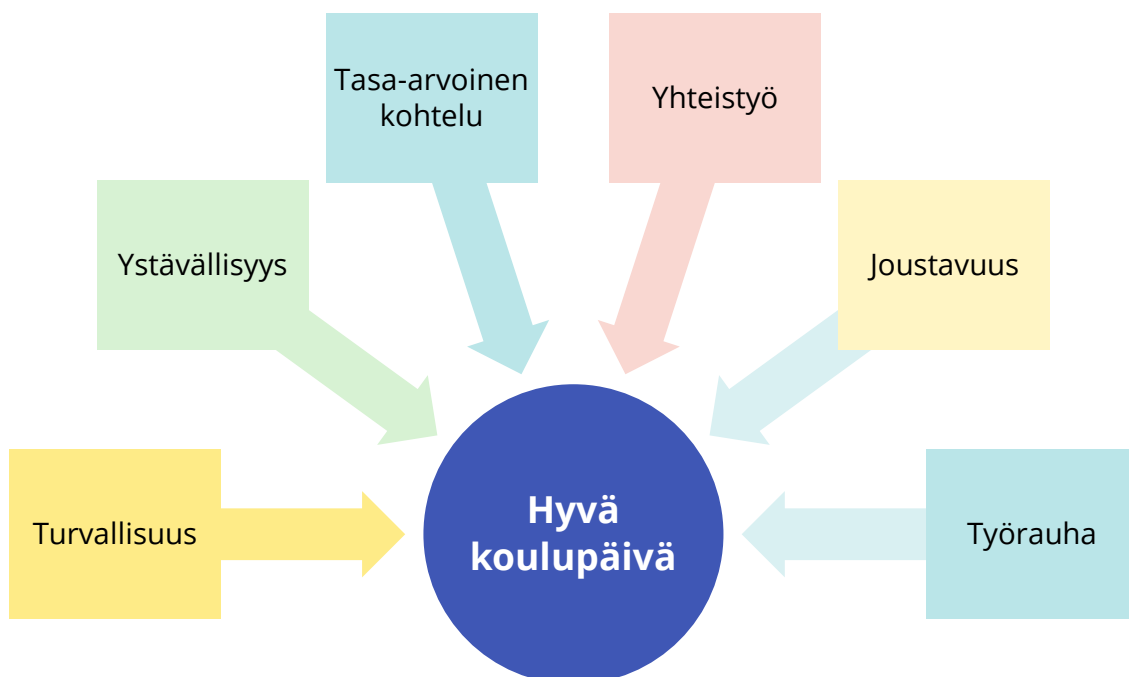 Tasa-arvoinen
kohtelu
Yhteistyö
Ystävällisyys
Joustavuus
Turvallisuus
Hyvä
koulupäivä
Työrauha